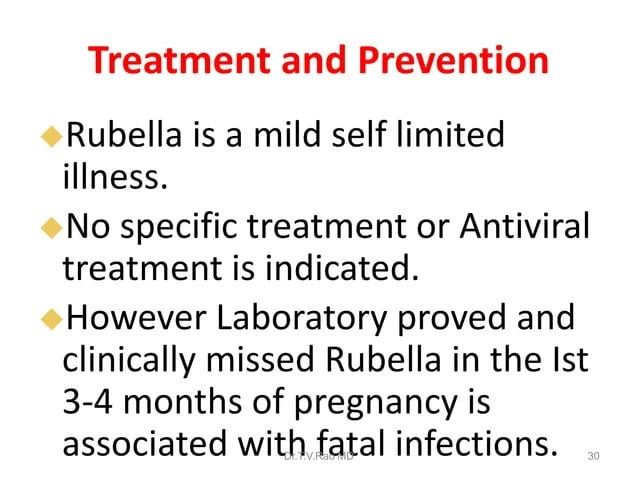 Treatment and Prevention
Rubella is a mild self limited
illness.
No specific treatment or Antiviral
treatment is indicated.
However Laboratory proved and
clinically missed Rubella in the Ist
3-4 months of pregnancy is
associated with fatal infections.
Dr.T.V.Rao MD
30